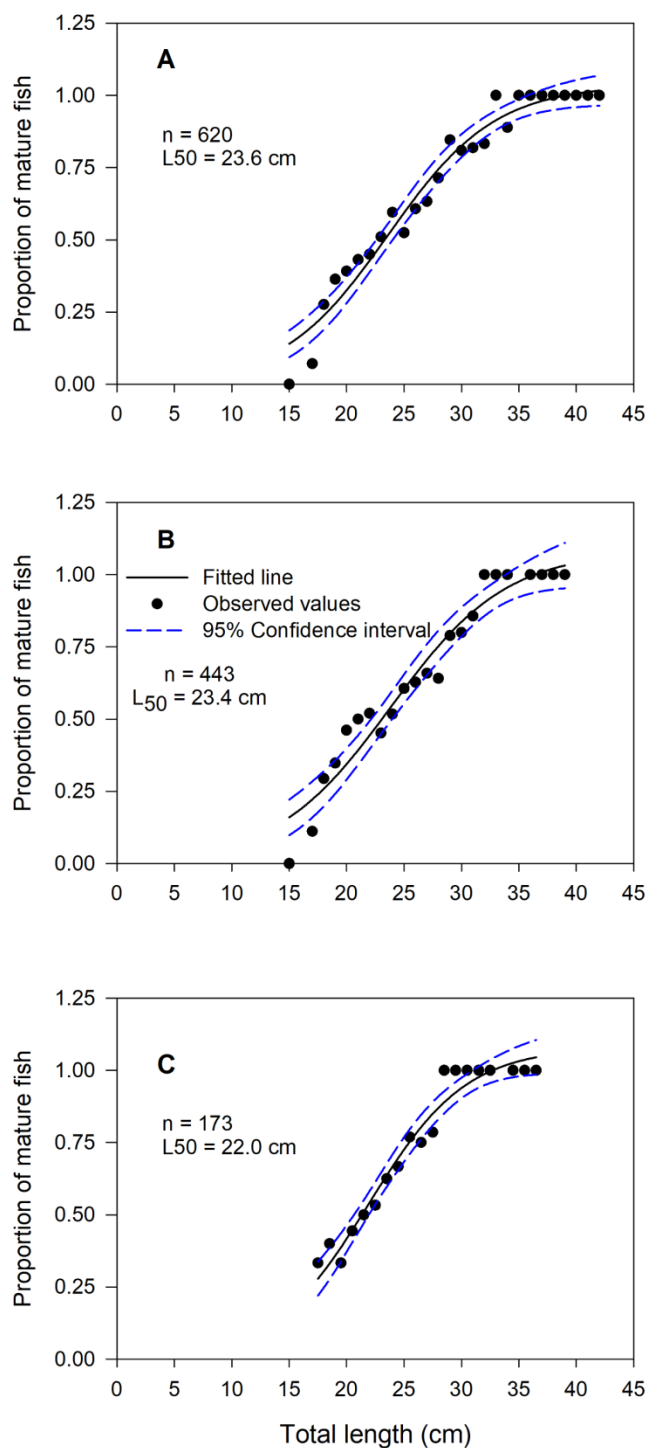 1.25
A
1.00
n = 620
L50 = 23.6 cm
0.75
0.50
0.25
0.00
Proportion of mature fish
0 5 10 15 20 25 30 35 40 45
1.25
B
1.00
Fitted line
Observed values
95% Confidence interval
0.75
n = 443
L50 = 23.4 cm
0.50
0.25
0.00
Proportion of mature fish
0 5 10 15 20 25 30 35 40 45
1.25
C
1.00
n = 173
L50 = 22.0 cm
0.75
0.50
0.25
0.00
Proportion of mature fish
0 5 10 15 20 25 30 35 40 45
Total length (cm)